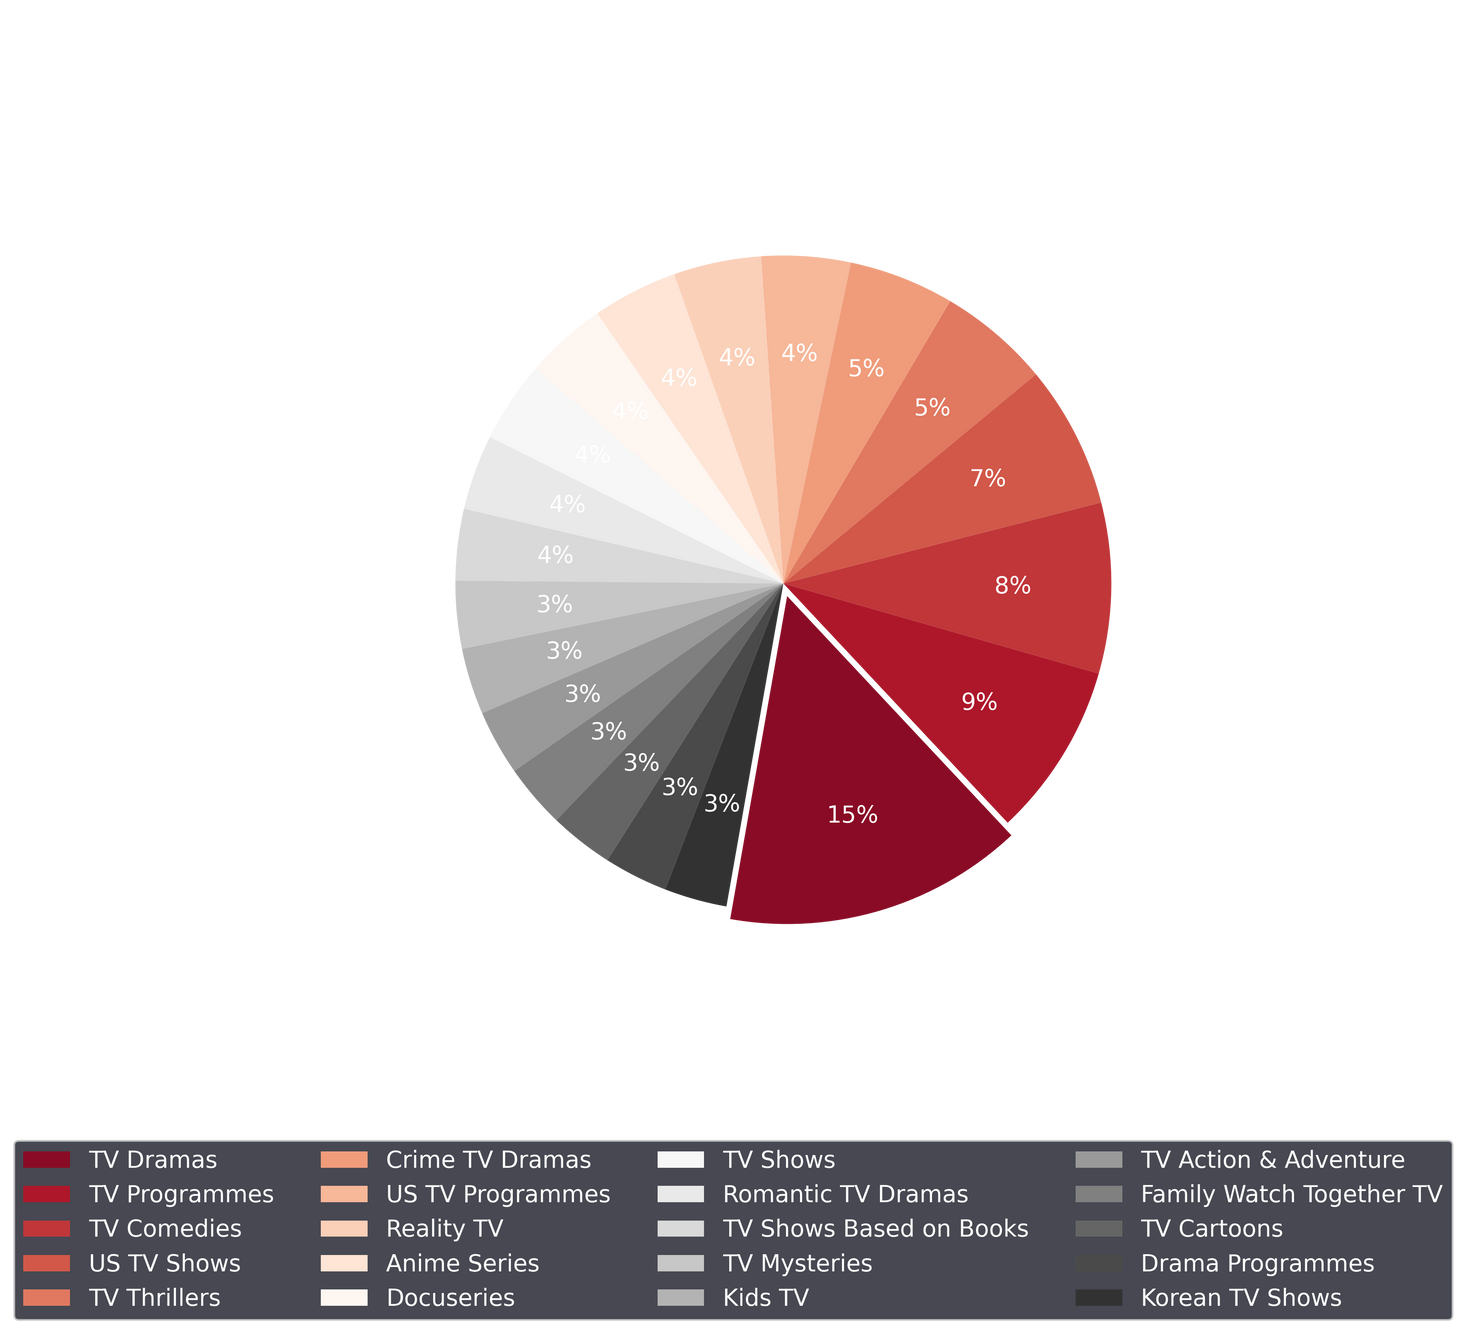 4%
4%
5%
4%
4%
5%
4%
4%
7%
4%
4%
8%
3%
3%
3%
9%
3%
3%
3%
3%
15%
TV Dramas
TV Programmes
TV Comedies
US TV Shows
TV Thrillers
Crime TV Dramas
US TV Programmes
Reality TV
Anime Series
Docuseries
TV Shows
Romantic TV Dramas
TV Shows Based on Books
TV Mysteries
Kids TV
TV Action & Adventure
Family Watch Together TV
TV Cartoons
Drama Programmes
Korean TV Shows